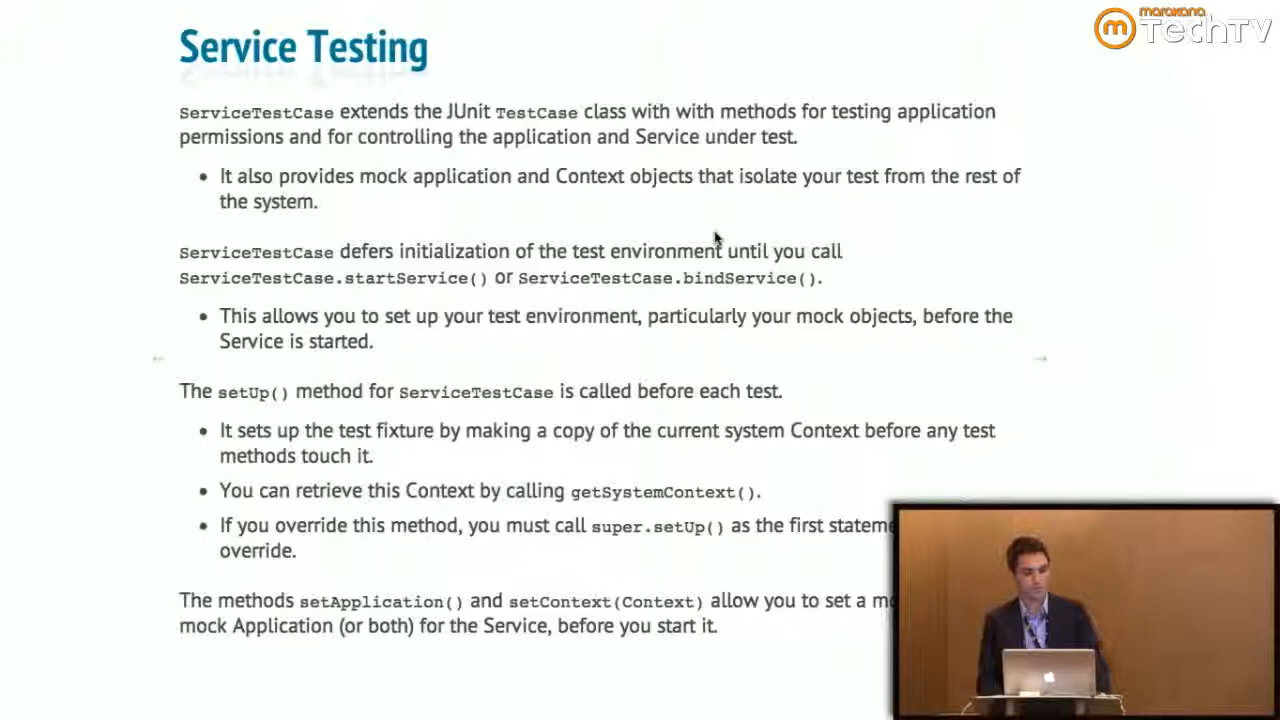 marakana
TechTV
Service Testing
ServiceTestCase extends the JUnit TestCase class with with methods for testing application
permissions and for controlling the application and Service under test.
• It also provides mock application and Context objects that isolate your test from the rest of
the system.
ServiceTestCase defers initialization of the test environment until you call
ServiceTestCase.startService() or ServiceTestCase.bindService().
• This allows you to set up your test environment, particularly your mock objects, before the
Service is started.
The setUp() method for ServiceTestCase is called before each test.
• It sets up the test fixture by making a copy of the current system Context before any test
methods touch it.
• You can retrieve this Context by calling getSystemContext().
• If you override this method, you must call super.setUp() as the first
override.
The methods setApplication() and setContext(Context) allow you to set a
mock Application (or both) for the Service, before you start it.